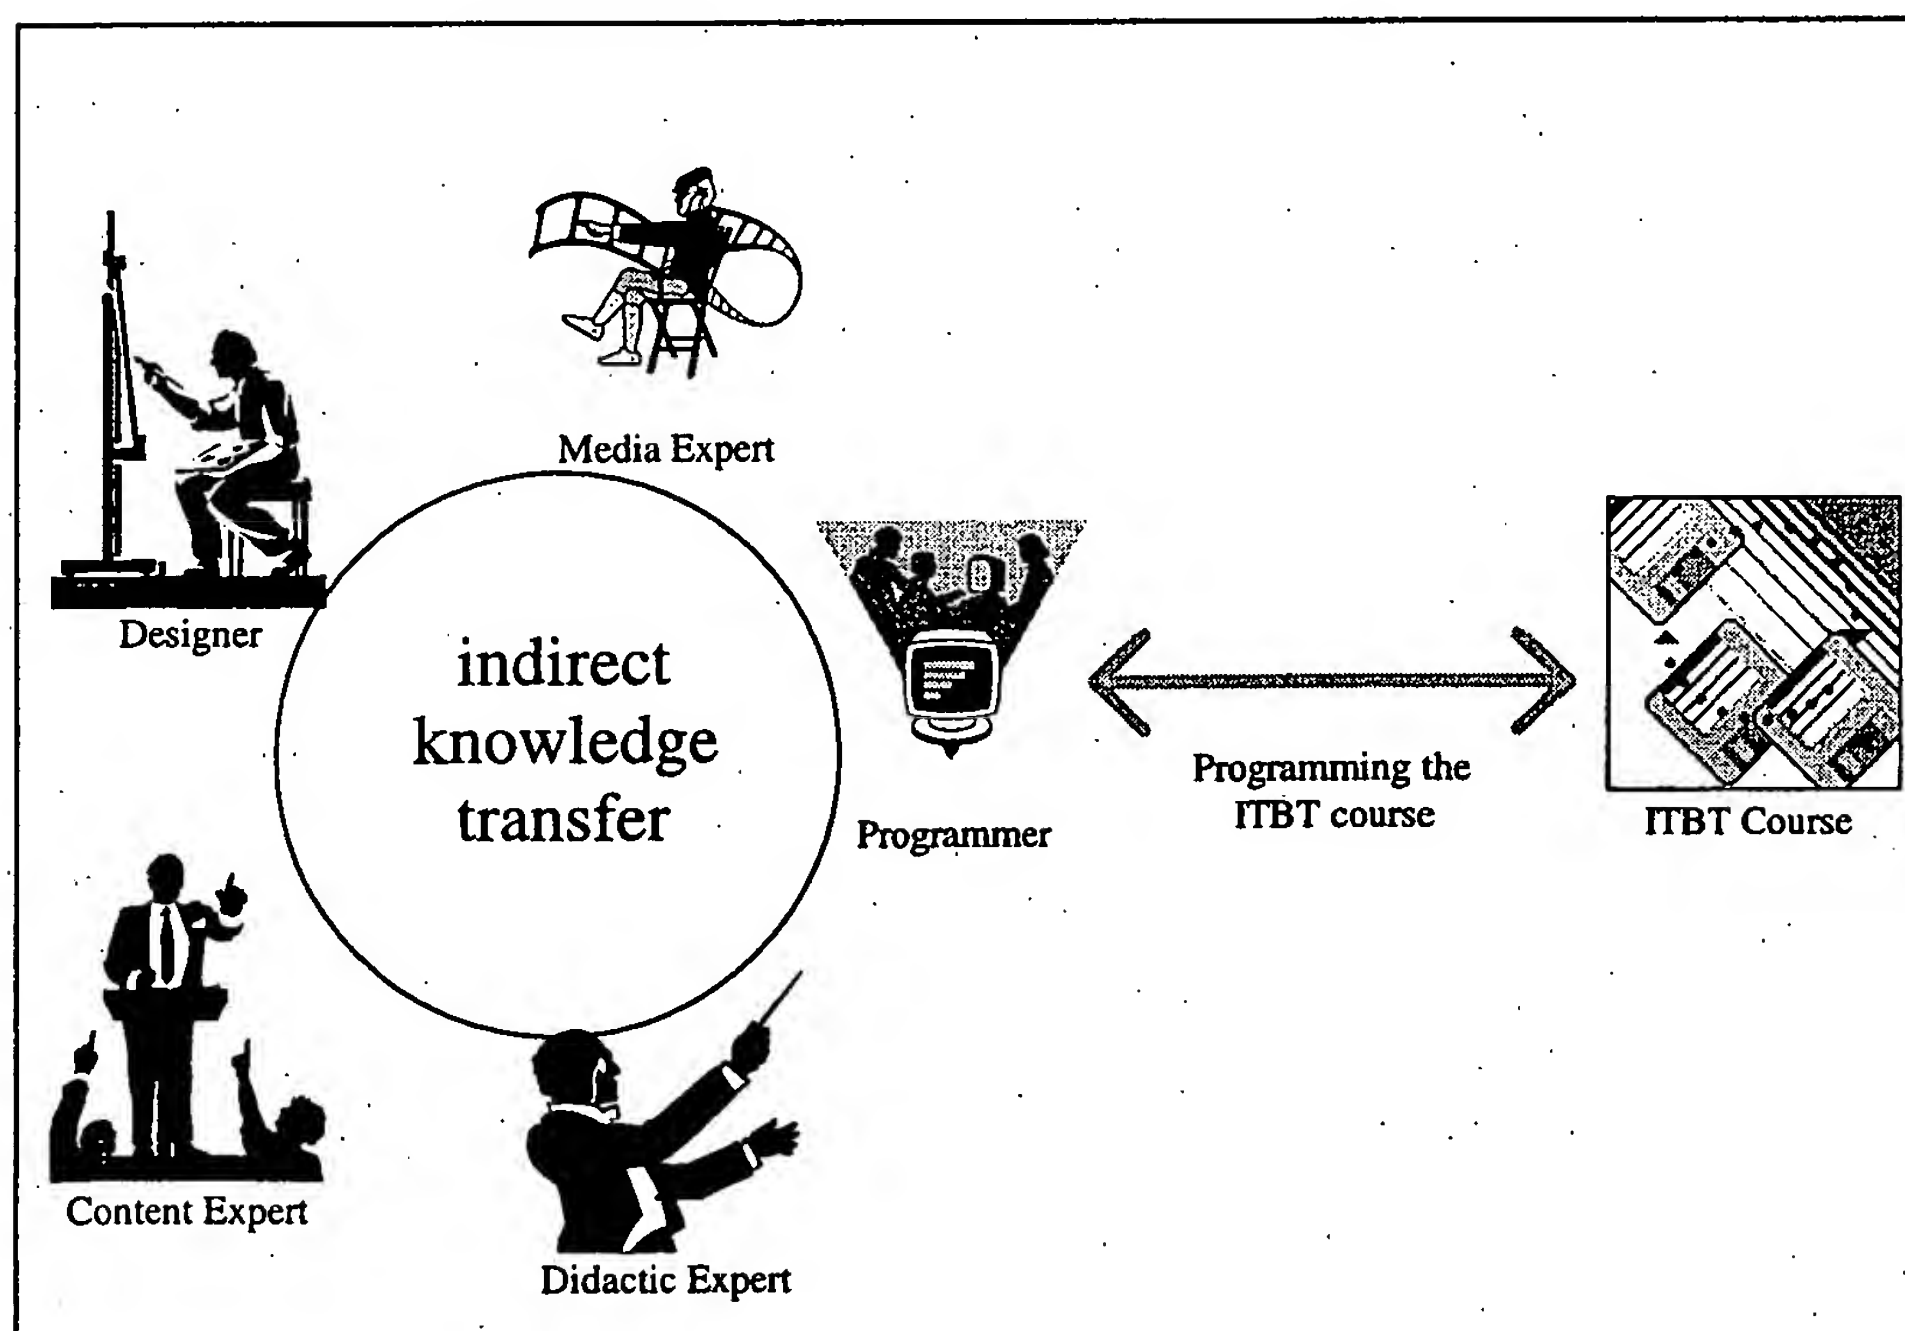 Media Expert
Designer
indirect
knowledge
transfer
Programming the
ITBT course
Programmer
ITBT Course
Content Expert
Didactic Expert